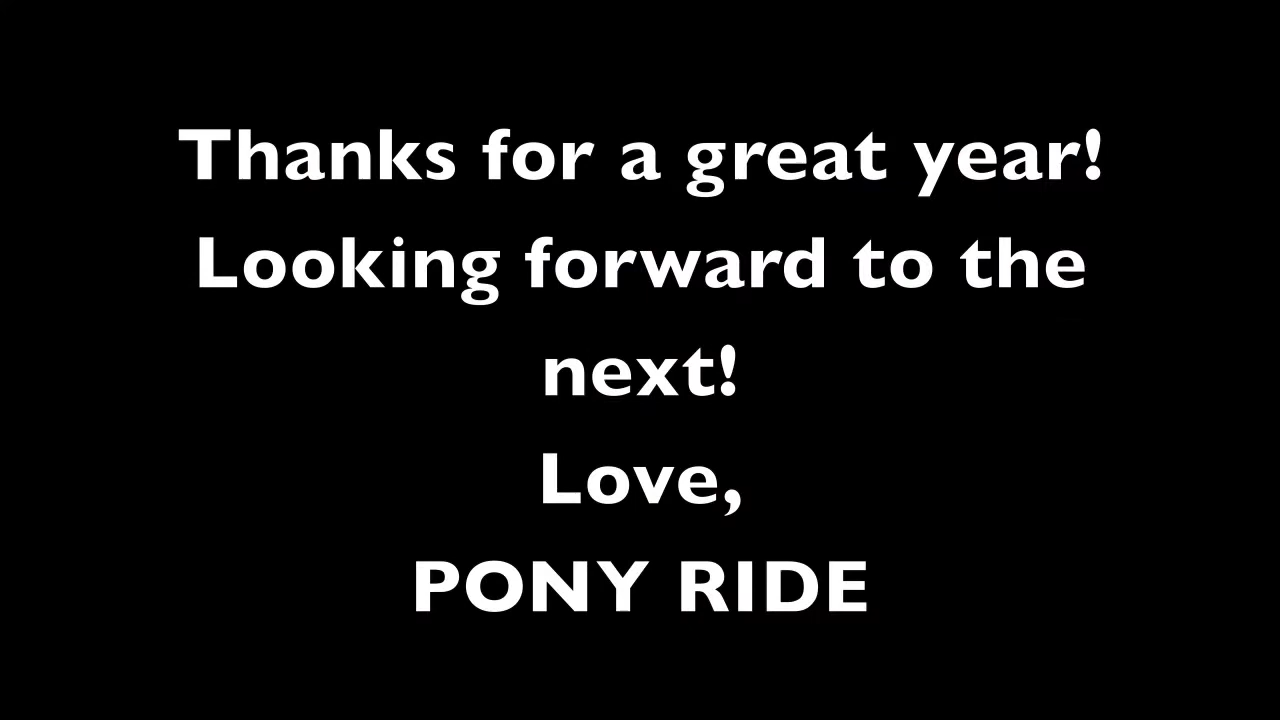 Thanks for a great year!
Looking forward to the
next!
Love,
PONY RIDE